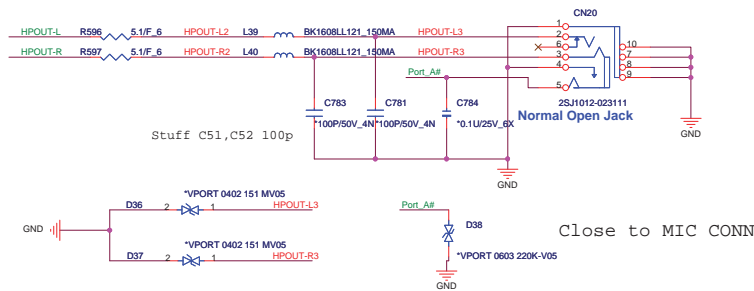 CN20
HPOUT-L R596 5.1/F_6 HPOUT-L2 L39 BK1608LL121_150MA HPOUT-L3 1
2
HPOUT-R R597 5.1/F_6 HPOUT-R2 L40 BK1608LL121_150MA HPOUT-R3 6 10
3 7
Port_A# 4 8
9
5
C783 C781 C784 2SJ1012-023111
*100P/50V_4N *100P/50V_4N *0.1U/25V_6X Normal Open Jack
Stuff C51,C52 100p GND
GND
*VPORT 0402 151 MV05
D36 2 1 HPOUT-L3 Port_A#
GND D38
*VPORT 0402 151 MV05 Close to MIC CONN
D37 2 1 HPOUT-R3 *VPORT 0603 220K-V05
GND